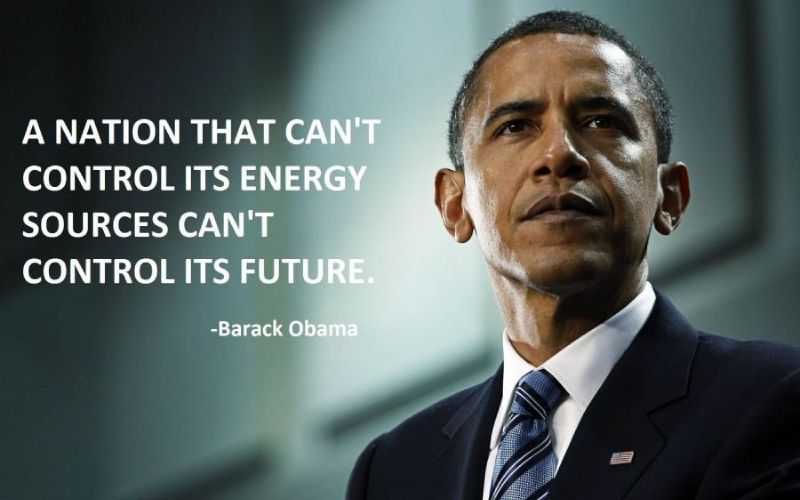 A NATION THAT CAN'T
CONTROL ITS ENERGY
SOURCES CAN'T
CONTROL ITS FUTURE.
-Barack Obama